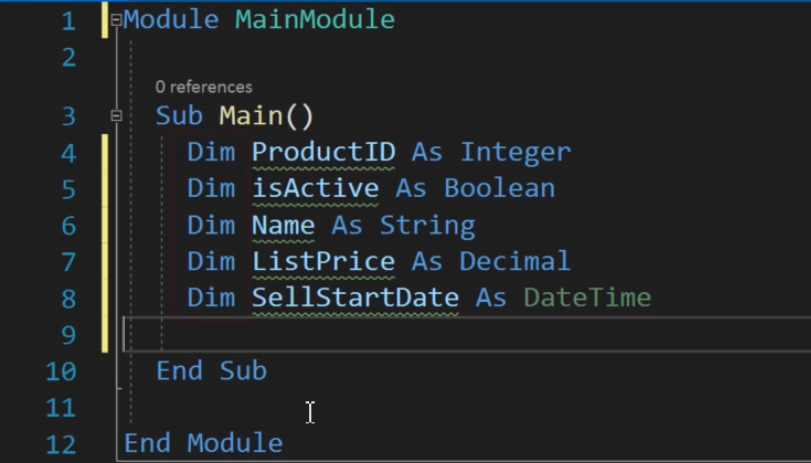 1 Module MainModule
2
0 references
3 Sub Main()
4 Dim ProductID As Integer
5 Dim isActive As Boolean
6 Dim Name As String
7 Dim ListPrice As Decimal
8 Dim SellStartDate As DateTime
9
10 End Sub
11
12 End Module